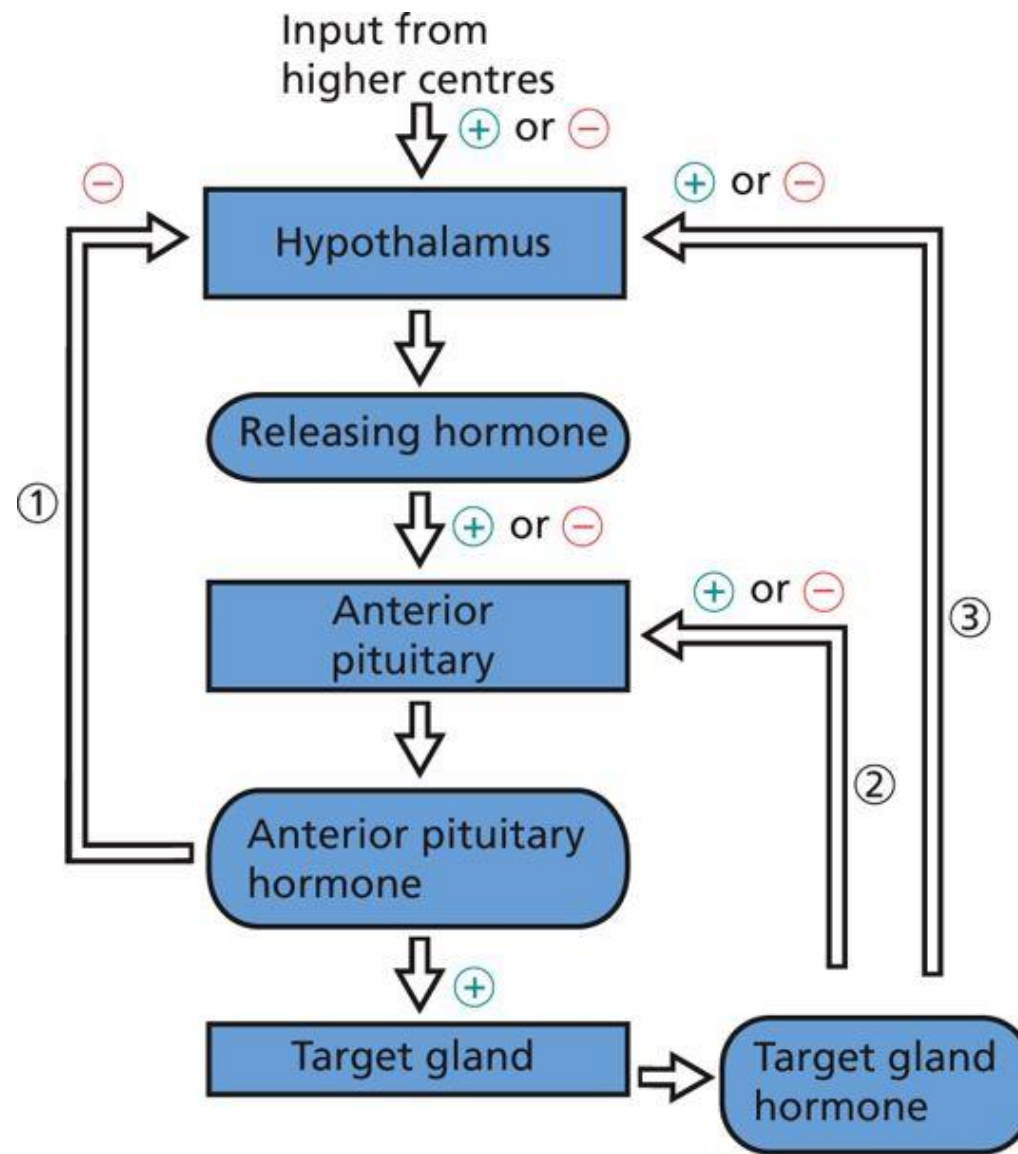 Input from
higher centres
⊕ or ⊖
⊖
⊕ or ⊖
Hypothalamus
Releasing hormone
①
⊕ or ⊖
⊕ or ⊖
③
Anterior
pituitary
②
Anterior pituitary
hormone
⊕
Target gland
Target gland
hormone